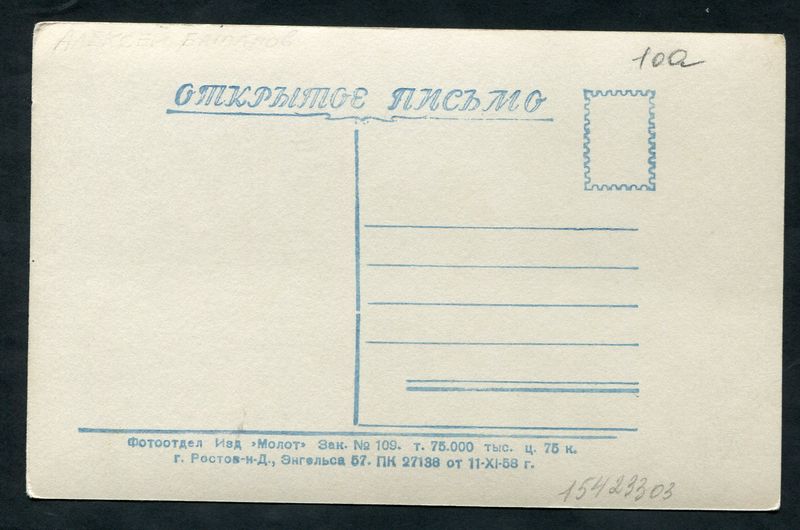 АЛЕКСЕЙ
10а
ОТКРЫТОЕ ПИСЬМО
Фотоотдел Изд «Молот» Зак. № 109. т. 75.000 тыс. ц. 75 к.
г. Ростов-н-Д., Энгельса 57. ПК 27138 от 11-XI-58 г.
15423303